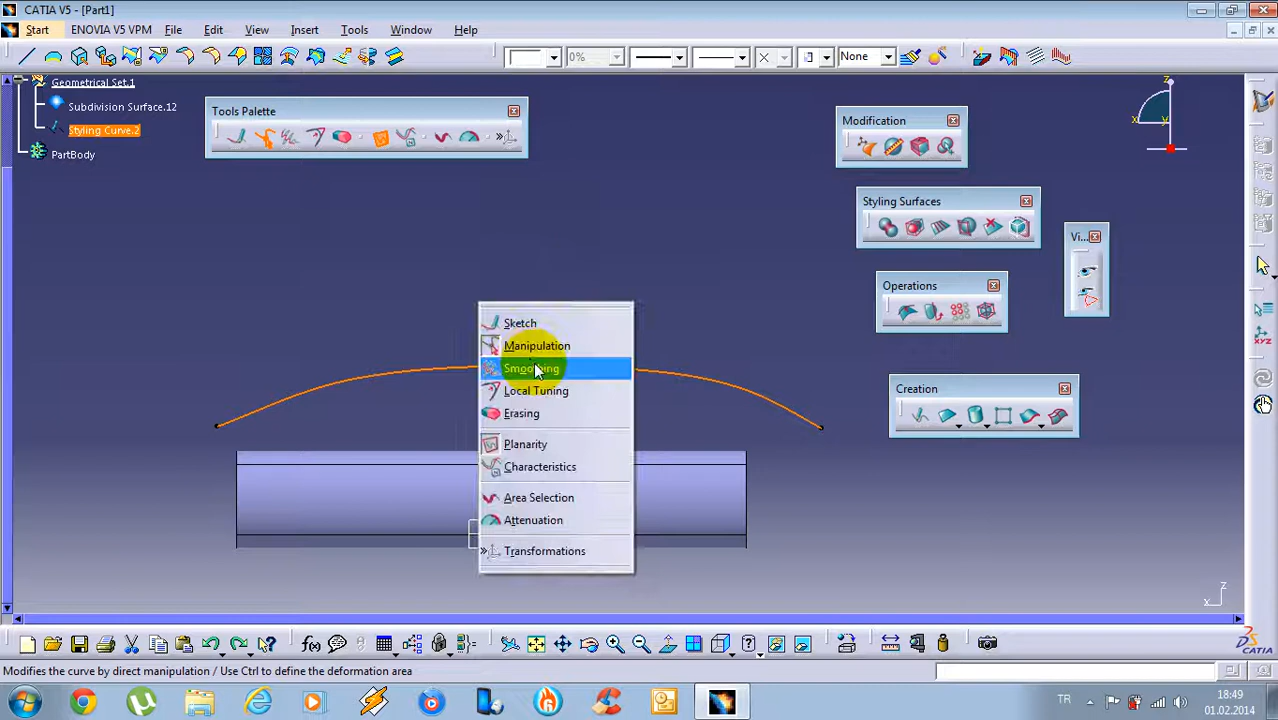 CATIA V5 - [Part1]
Start ENOVIA V5 VPM File Edit View Insert Tools Window Help
0% None
Geometrical Set.1
Subdivision Surface.12
Styling Curve.2
PartBody
Tools Palette
Modification
Styling Surfaces
Vi...
Operations
Creation
z
x y
Sketch
Manipulation
Smoothing
Local Tuning
Erasing
Planarity
Characteristics
Area Selection
Attenuation
Transformations
z
x
f(x)
Modifies the curve by direct manipulation / Use Ctrl to define the deformation area
CATIA
TR
18:49
01.02.2014